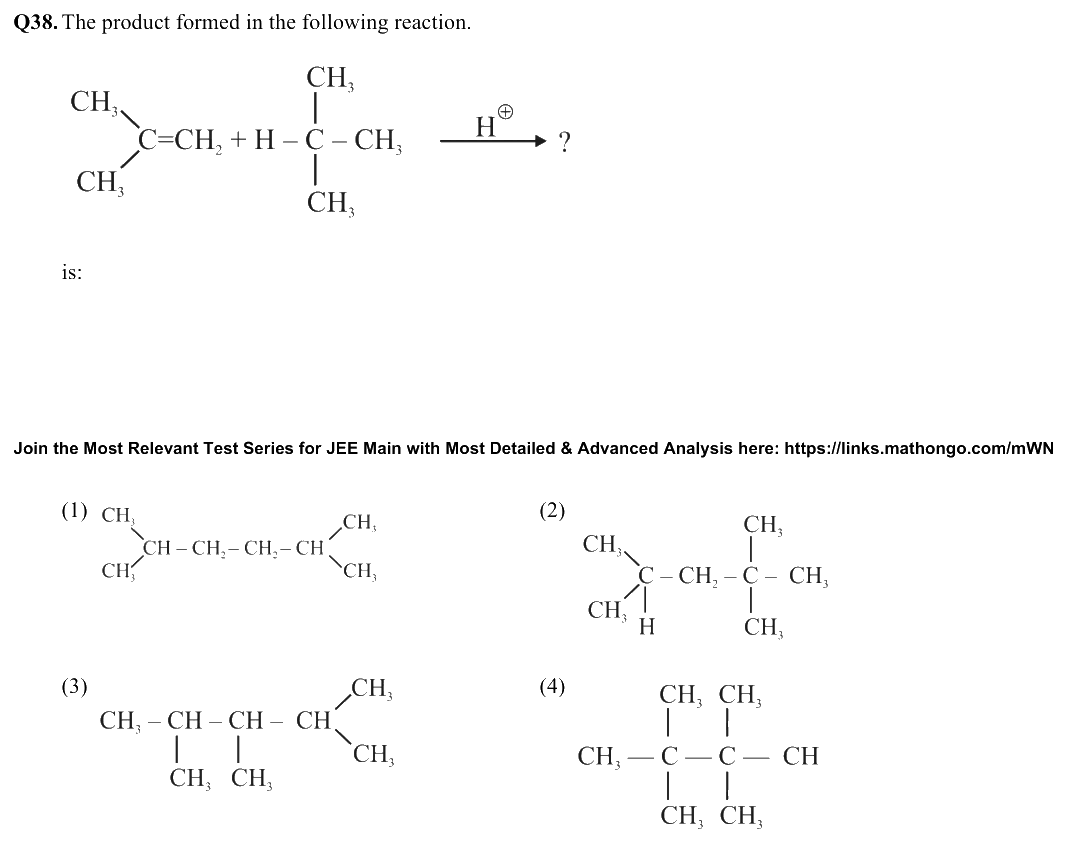 Q38. The product formed in the following reaction.
CH₃
CH₃
C=CH₂ + H – C – CH₃ H⊕ ?
CH₃
CH₃
is:
Join the Most Relevant Test Series for JEE Main with Most Detailed & Advanced Analysis here: https://links.mathongo.com/mWN
(1) CH₃
CH₃
CH – CH₂ – CH₂ – CH
CH₃
CH₃
(2)
CH₃
CH₃
C – CH₂ – C – CH₃
CH₃
H
CH₃
(3)
CH₃
CH₃ – CH – CH – CH
CH₃
CH₃ CH₃
(4)
CH₃ CH₃
CH₃ — C — C — CH
CH₃ CH₃